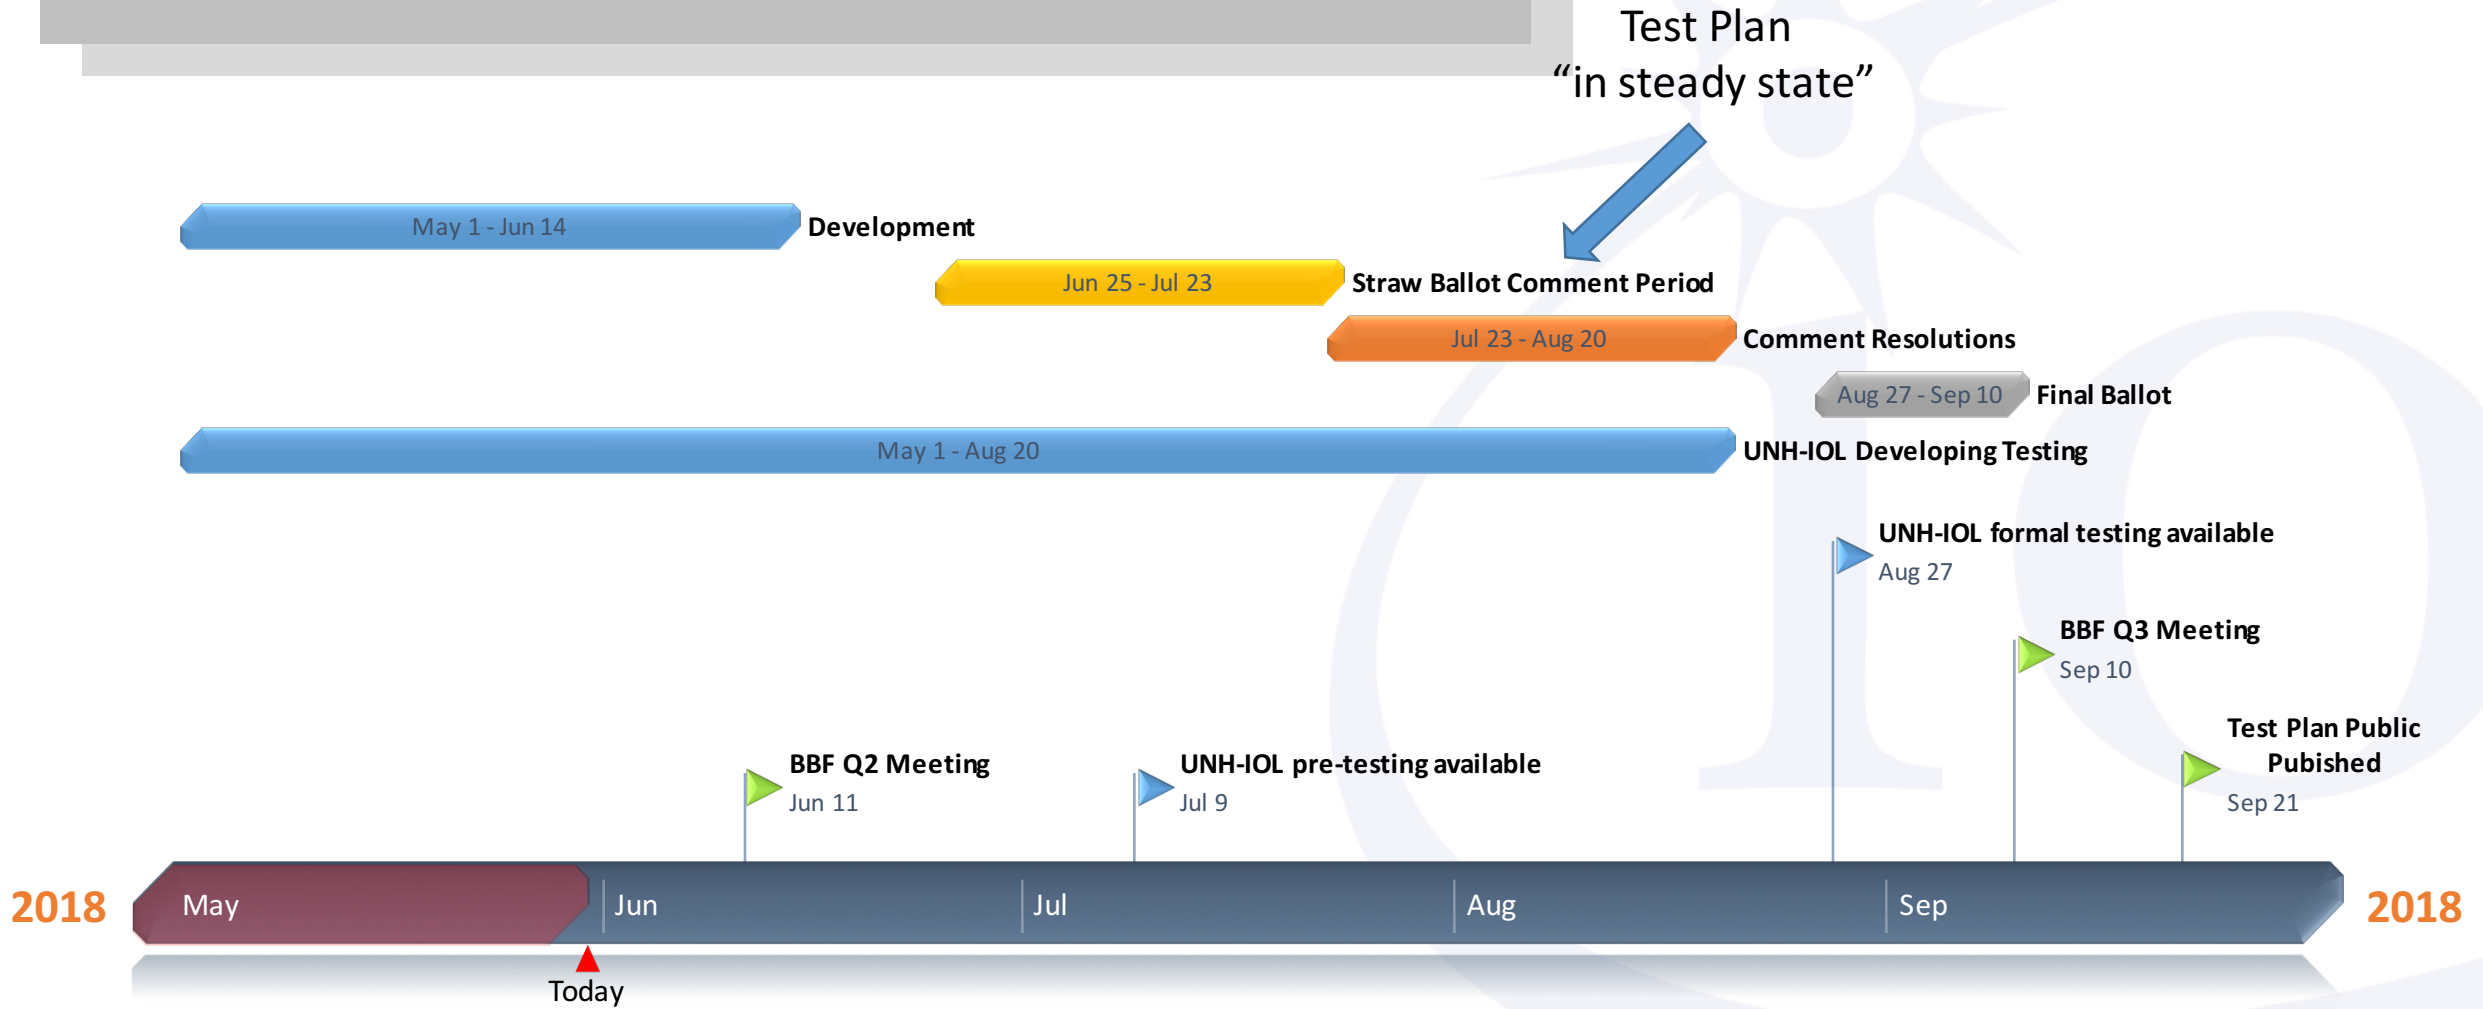 Test Plan
“in steady state”
May 1 - Jun 14
Development
Jun 25 - Jul 23
Straw Ballot Comment Period
Jul 23 - Aug 20
Comment Resolutions
Aug 27 - Sep 10
Final Ballot
May 1 - Aug 20
UNH-IOL Developing Testing
UNH-IOL formal testing available
Aug 27
BBF Q3 Meeting
Sep 10
Test Plan Public
Pubished
Sep 21
BBF Q2 Meeting
Jun 11
UNH-IOL pre-testing available
Jul 9
2018
May
Jun
Jul
Aug
Sep
2018
Today